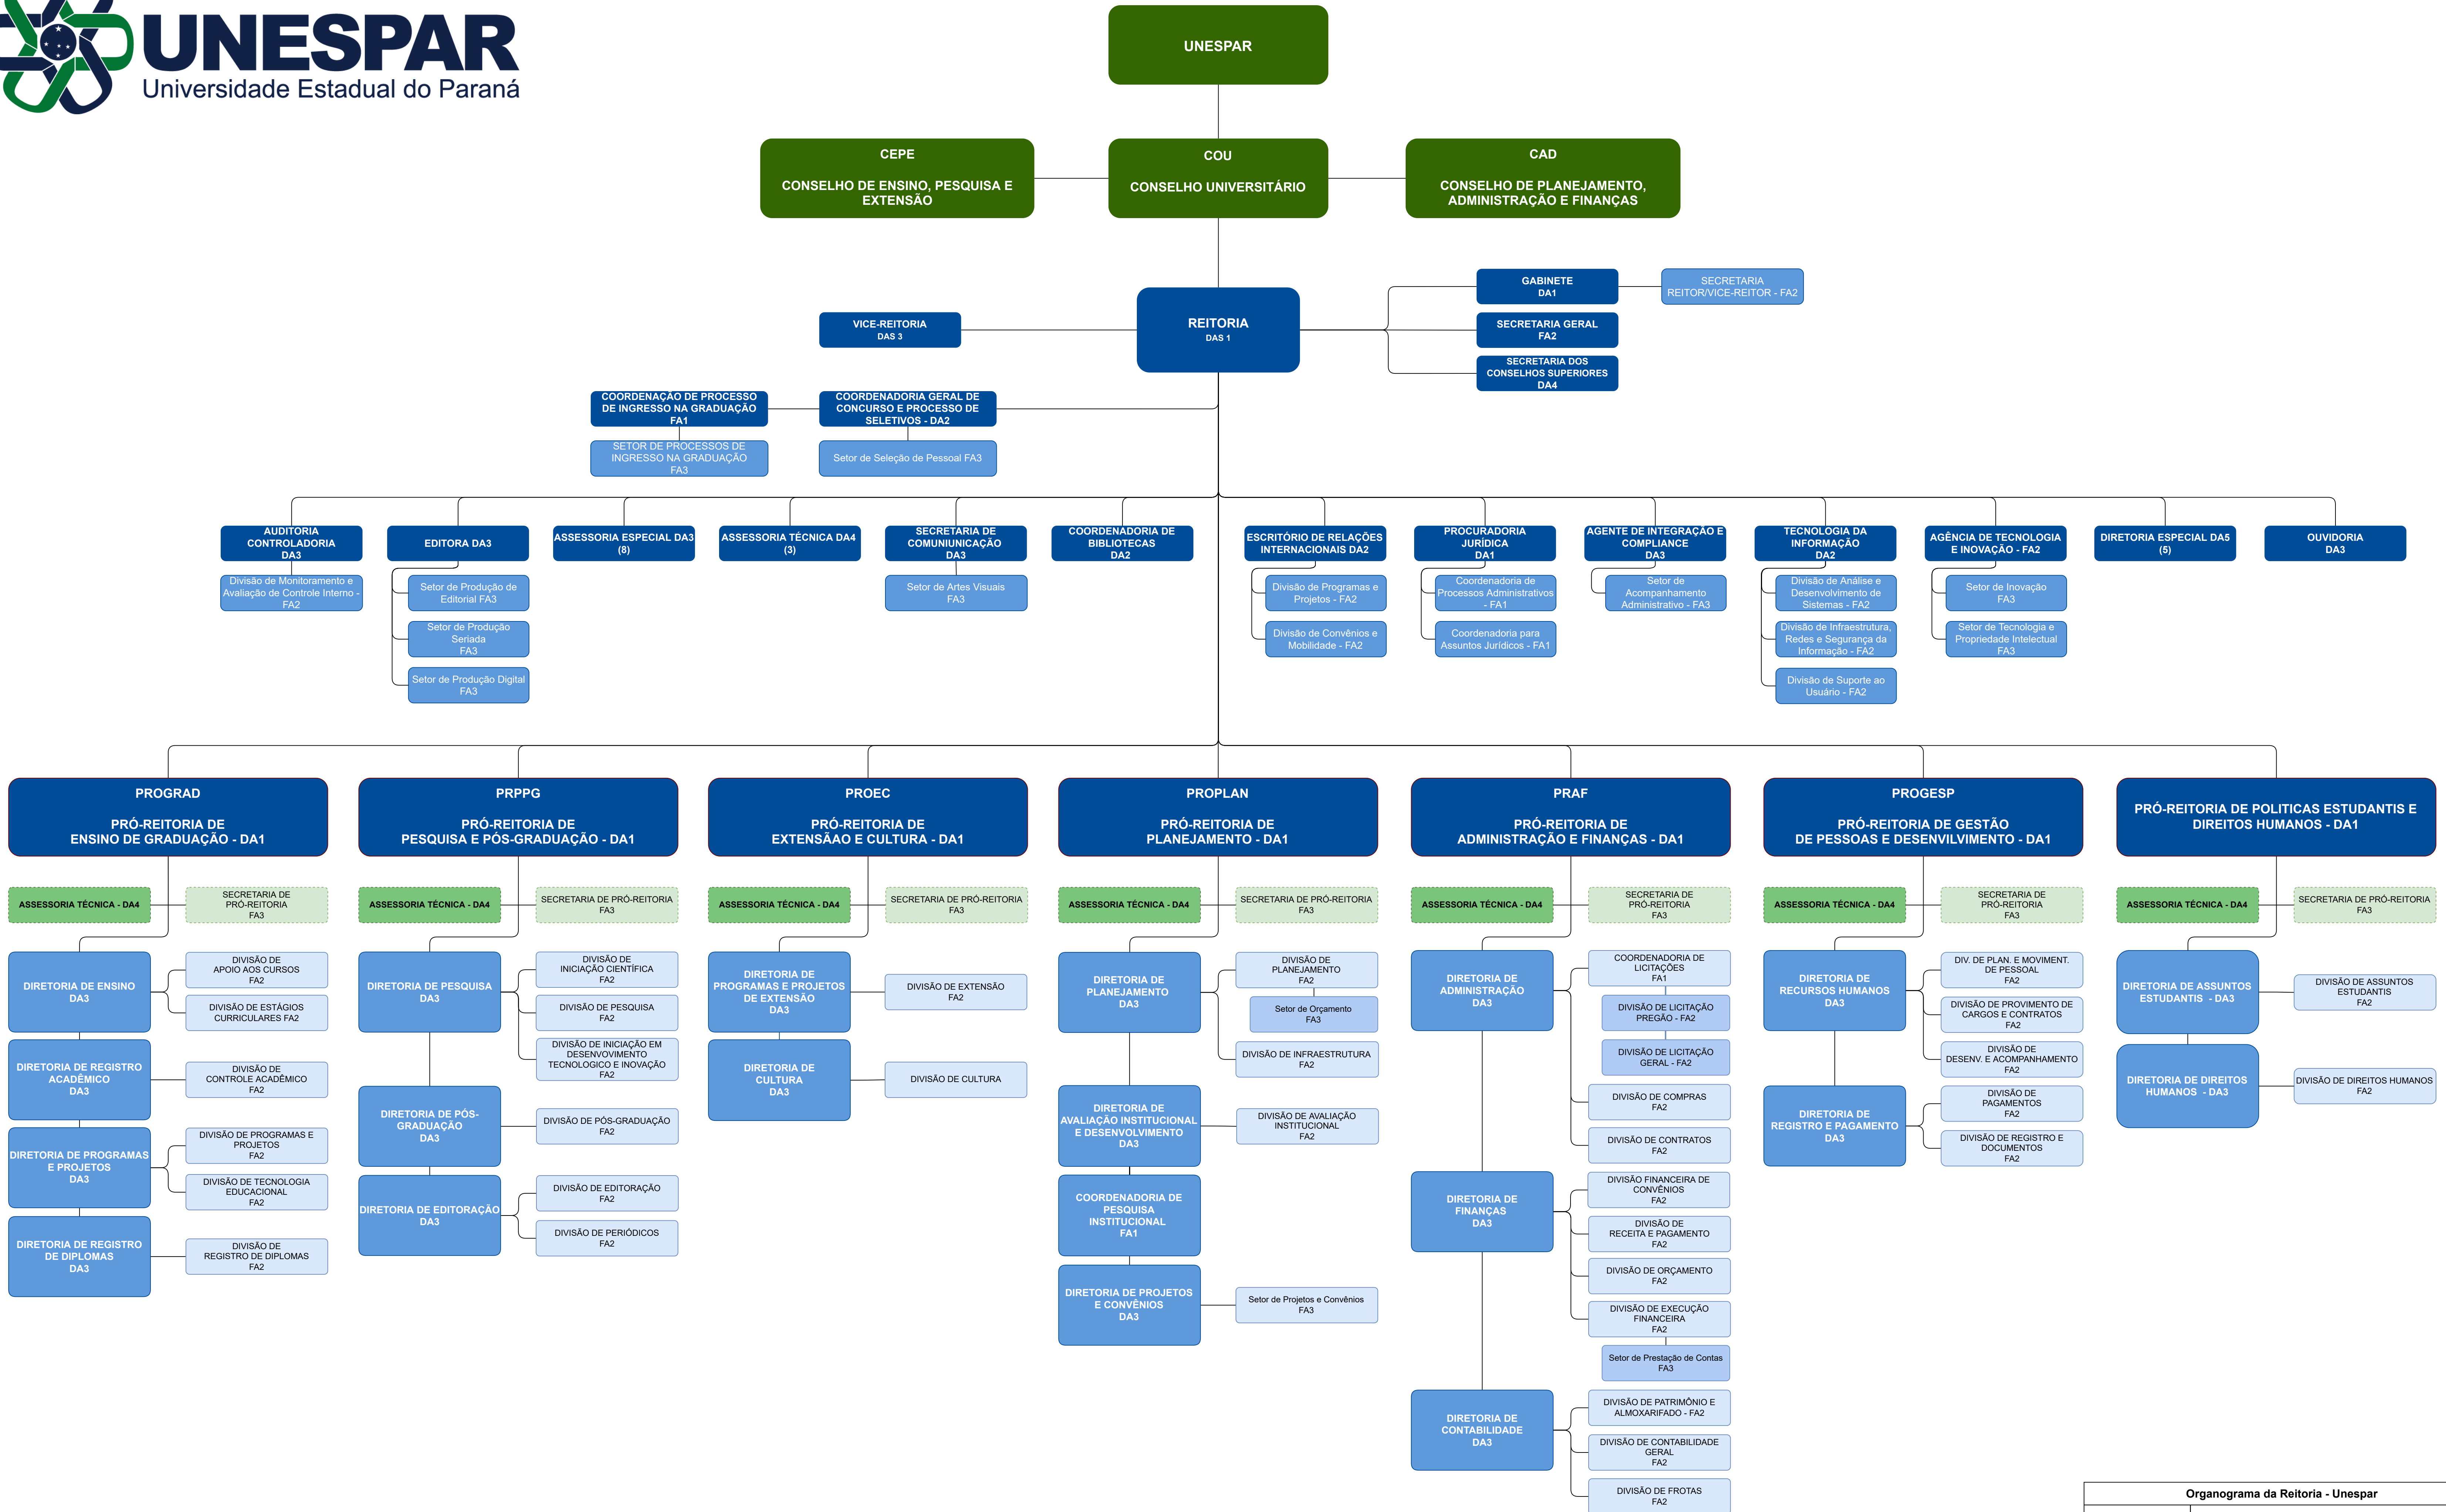 UNESPAR
Universidade Estadual do Paraná
UNESPAR
CEPE
CONSELHO DE ENSINO, PESQUISA E
EXTENSÃO
COU
CONSELHO UNIVERSITÁRIO
CAD
CONSELHO DE PLANEJAMENTO,
ADMINISTRAÇÃO E FINANÇAS
VICE-REITORIA
DAS 3
REITORIA
DAS 1
GABINETE
DA1
SECRETARIA
REITOR/VICE-REITOR - FA2
SECRETARIA GERAL
FA2
SECRETARIA DOS
CONSELHOS SUPERIORES
DA4
COORDENAÇÃO DE PROCESSO
DE INGRESSO NA GRADUAÇÃO
FA1
COORDENADORIA GERAL DE
CONCURSO E PROCESSO DE
SELETIVOS - DA2
SETOR DE PROCESSOS DE
INGRESSO NA GRADUAÇÃO
FA3
Setor de Seleção de Pessoal FA3
AUDITORIA
CONTROLADORIA
DA3
Divisão de Monitoramento e
Avaliação de Controle Interno -
FA2
EDITORA DA3
Setor de Produção de
Editorial FA3
Setor de Produção
Seriada
FA3
Setor de Produção Digital
FA3
ASSESSORIA ESPECIAL DA3
(8)
ASSESSORIA TÉCNICA DA4
(3)
SECRETARIA DE
COMUNIUNICAÇÃO
DA3
Setor de Artes Visuais
FA3
COORDENADORIA DE
BIBLIOTECAS
DA2
ESCRITÓRIO DE RELAÇÕES
INTERNACIONAIS DA2
Divisão de Programas e
Projetos - FA2
Divisão de Convênios e
Mobilidade - FA2
PROCURADORIA
JURÍDICA
DA1
Coordenadoria de
Processos Administrativos
- FA1
Coordenadoria para
Assuntos Jurídicos - FA1
AGENTE DE INTEGRAÇÃO E
COMPLIANCE
DA3
Setor de
Acompanhamento
Administrativo - FA3
TECNOLOGIA DA
INFORMAÇÃO
DA2
Divisão de Análise e
Desenvolvimento de
Sistemas - FA2
Divisão de Infraestrutura,
Redes e Segurança da
Informação - FA2
Divisão de Suporte ao
Usuário - FA2
AGÊNCIA DE TECNOLOGIA
E INOVAÇÃO - FA2
Setor de Inovação
FA3
Setor de Tecnologia e
Propriedade Intelectual
FA3
DIRETORIA ESPECIAL DA5
(5)
OUVIDORIA
DA3
PROGRAD
PRÓ-REITORIA DE
ENSINO DE GRADUAÇÃO - DA1
ASSESSORIA TÉCNICA - DA4
SECRETARIA DE
PRÓ-REITORIA
FA3
DIRETORIA DE ENSINO
DA3
DIVISÃO DE
APOIO AOS CURSOS
FA2
DIVISÃO DE ESTÁGIOS
CURRICULARES FA2
DIRETORIA DE REGISTRO
ACADÊMICO
DA3
DIVISÃO DE
CONTROLE ACADÊMICO
FA2
DIRETORIA DE PROGRAMAS
E PROJETOS
DA3
DIVISÃO DE PROGRAMAS E
PROJETOS
FA2
DIVISÃO DE TECNOLOGIA
EDUCACIONAL
FA2
DIRETORIA DE REGISTRO
DE DIPLOMAS
DA3
DIVISÃO DE
REGISTRO DE DIPLOMAS
FA2
PRPPG
PRÓ-REITORIA DE
PESQUISA E PÓS-GRADUAÇÃO - DA1
ASSESSORIA TÉCNICA - DA4
SECRETARIA DE PRÓ-REITORIA
FA3
DIRETORIA DE PESQUISA
DA3
DIVISÃO DE
INICIAÇÃO CIENTÍFICA
FA2
DIVISÃO DE PESQUISA
FA2
DIVISÃO DE INICIAÇÃO EM
DESENVOVIMENTO
TECNOLOGICO E INOVAÇÃO
FA2
DIRETORIA DE PÓS-
GRADUAÇÃO
DA3
DIVISÃO DE PÓS-GRADUAÇÃO
FA2
DIRETORIA DE EDITORAÇÃO
DA3
DIVISÃO DE EDITORAÇÃO
FA2
DIVISÃO DE PERIÓDICOS
FA2
PROEC
PRÓ-REITORIA DE
EXTENSÃAO E CULTURA - DA1
ASSESSORIA TÉCNICA - DA4
SECRETARIA DE PRÓ-REITORIA
FA3
DIRETORIA DE
PROGRAMAS E PROJETOS
DE EXTENSÃO
DA3
DIVISÃO DE EXTENSÃO
FA2
DIRETORIA DE
CULTURA
DA3
DIVISÃO DE CULTURA
PROPLAN
PRÓ-REITORIA DE
PLANEJAMENTO - DA1
ASSESSORIA TÉCNICA - DA4
SECRETARIA DE PRÓ-REITORIA
FA3
DIRETORIA DE
PLANEJAMENTO
DA3
DIVISÃO DE
PLANEJAMENTO
FA2
Setor de Orçamento
FA3
DIVISÃO DE INFRAESTRUTURA
FA2
DIRETORIA DE
AVALIAÇÃO INSTITUCIONAL
E DESENVOLVIMENTO
DA3
DIVISÃO DE AVALIAÇÃO
INSTITUCIONAL
FA2
COORDENADORIA DE
PESQUISA
INSTITUCIONAL
FA1
DIRETORIA DE PROJETOS
E CONVÊNIOS
DA3
Setor de Projetos e Convênios
FA3
PRAF
PRÓ-REITORIA DE
ADMINISTRAÇÃO E FINANÇAS - DA1
ASSESSORIA TÉCNICA - DA4
SECRETARIA DE
PRÓ-REITORIA
FA3
DIRETORIA DE
ADMINISTRAÇÃO
DA3
COORDENADORIA DE
LICITAÇÕES
FA1
DIVISÃO DE LICITAÇÃO
PREGÃO - FA2
DIVISÃO DE LICITAÇÃO
GERAL - FA2
DIVISÃO DE COMPRAS
FA2
DIVISÃO DE CONTRATOS
FA2
DIRETORIA DE
FINANÇAS
DA3
DIVISÃO FINANCEIRA DE
CONVÊNIOS
FA2
DIVISÃO DE
RECEITA E PAGAMENTO
FA2
DIVISÃO DE ORÇAMENTO
FA2
DIVISÃO DE EXECUÇÃO
FINANCEIRA
FA2
Setor de Prestação de Contas
FA3
DIRETORIA DE
CONTABILIDADE
DA3
DIVISÃO DE PATRIMÔNIO E
ALMOXARIFADO - FA2
DIVISÃO DE CONTABILIDADE
GERAL
FA2
DIVISÃO DE FROTAS
FA2
PROGESP
PRÓ-REITORIA DE GESTÃO
DE PESSOAS E DESENVILVIMENTO - DA1
ASSESSORIA TÉCNICA - DA4
SECRETARIA DE
PRÓ-REITORIA
FA3
DIRETORIA DE
RECURSOS HUMANOS
DA3
DIV. DE PLAN. E MOVIMENT.
DE PESSOAL
FA2
DIVISÃO DE PROVIMENTO DE
CARGOS E CONTRATOS
FA2
DIVISÃO DE
DESENV. E ACOMPANHAMENTO
FA2
DIRETORIA DE
REGISTRO E PAGAMENTO
DA3
DIVISÃO DE
PAGAMENTOS
FA2
DIVISÃO DE REGISTRO E
DOCUMENTOS
FA2
PRÓ-REITORIA DE POLITICAS ESTUDANTIS E
DIREITOS HUMANOS - DA1
ASSESSORIA TÉCNICA - DA4
SECRETARIA DE PRÓ-REITORIA
FA3
DIRETORIA DE ASSUNTOS
ESTUDANTIS - DA3
DIVISÃO DE ASSUNTOS
ESTUDANTIS
FA2
DIRETORIA DE DIREITOS
HUMANOS - DA3
DIVISÃO DE DIREITOS HUMANOS
FA2
Organograma da Reitoria - Unespar